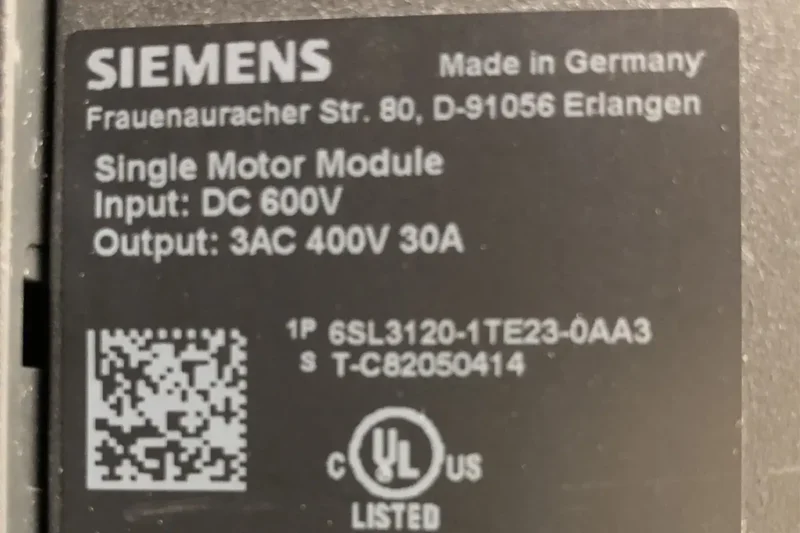 SIEMENS Made in Germany
Frauenauracher Str. 80, D-91056 Erlangen
Single Motor Module
Input: DC 600V
Output: 3AC 400V 30A
1P 6SL3120-1TE23-0AA3
S T-C82050414
C UL US
LISTED